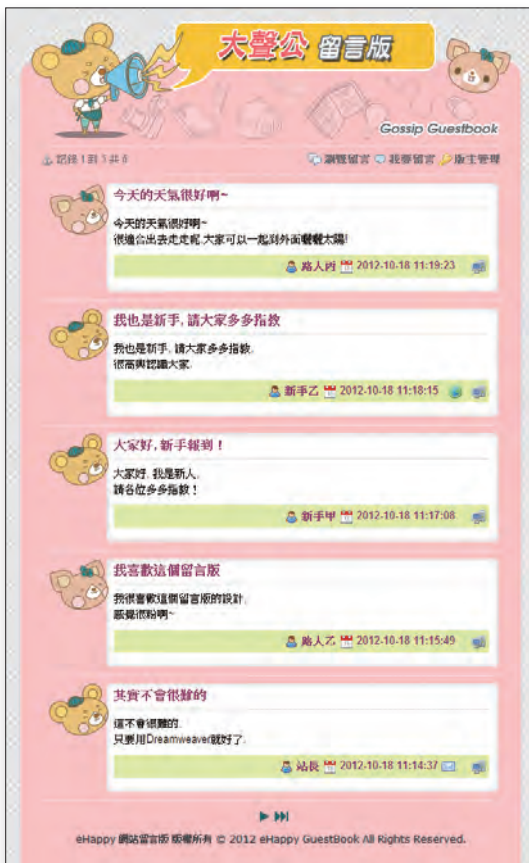 大聲公 留言版
Gossip Guestbook
記錄 1 到 5 共 6 瀏覽留言 我要留言 版主管理
今天的天氣很好啊~
今天的天氣很好啊~
很適合出去走走呢.大家可以一起到外面曬曬太陽!
路人丙 2012-10-18 11:19:23
我也是新手, 請大家多多指教
我也是新手, 請大家多多指教.
很高興認識大家.
新手乙 2012-10-18 11:18:15
大家好, 新手報到！
大家好, 我是新人,
請各位多多指教！
新手甲 2012-10-18 11:17:08
我喜歡這個留言版
我很喜歡這個留言版的設計.
感覺很粉啊~
路人乙 2012-10-18 11:15:49
其實不會很難的
這不會很難的.
只要用Dreamweaver就好了.
站長 2012-10-18 11:14:37
eHappy 網站留言版 版權所有 © 2012 eHappy GuestBook All Rights Reserved.